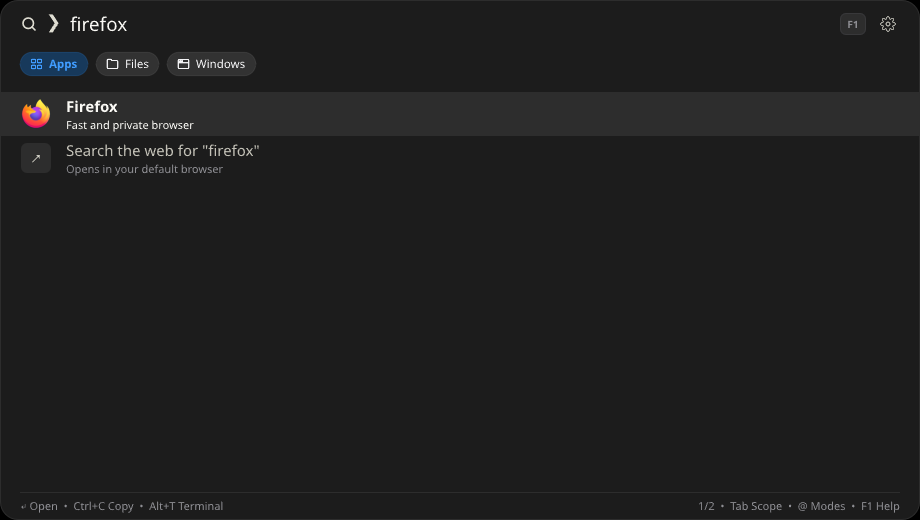 ❯ firefox
F1
Apps
Files
Windows
Firefox
Fast and private browser
Search the web for "firefox"
Opens in your default browser
↵ Open • Ctrl+C Copy • Alt+T Terminal
1/2 • Tab Scope • @ Modes • F1 Help